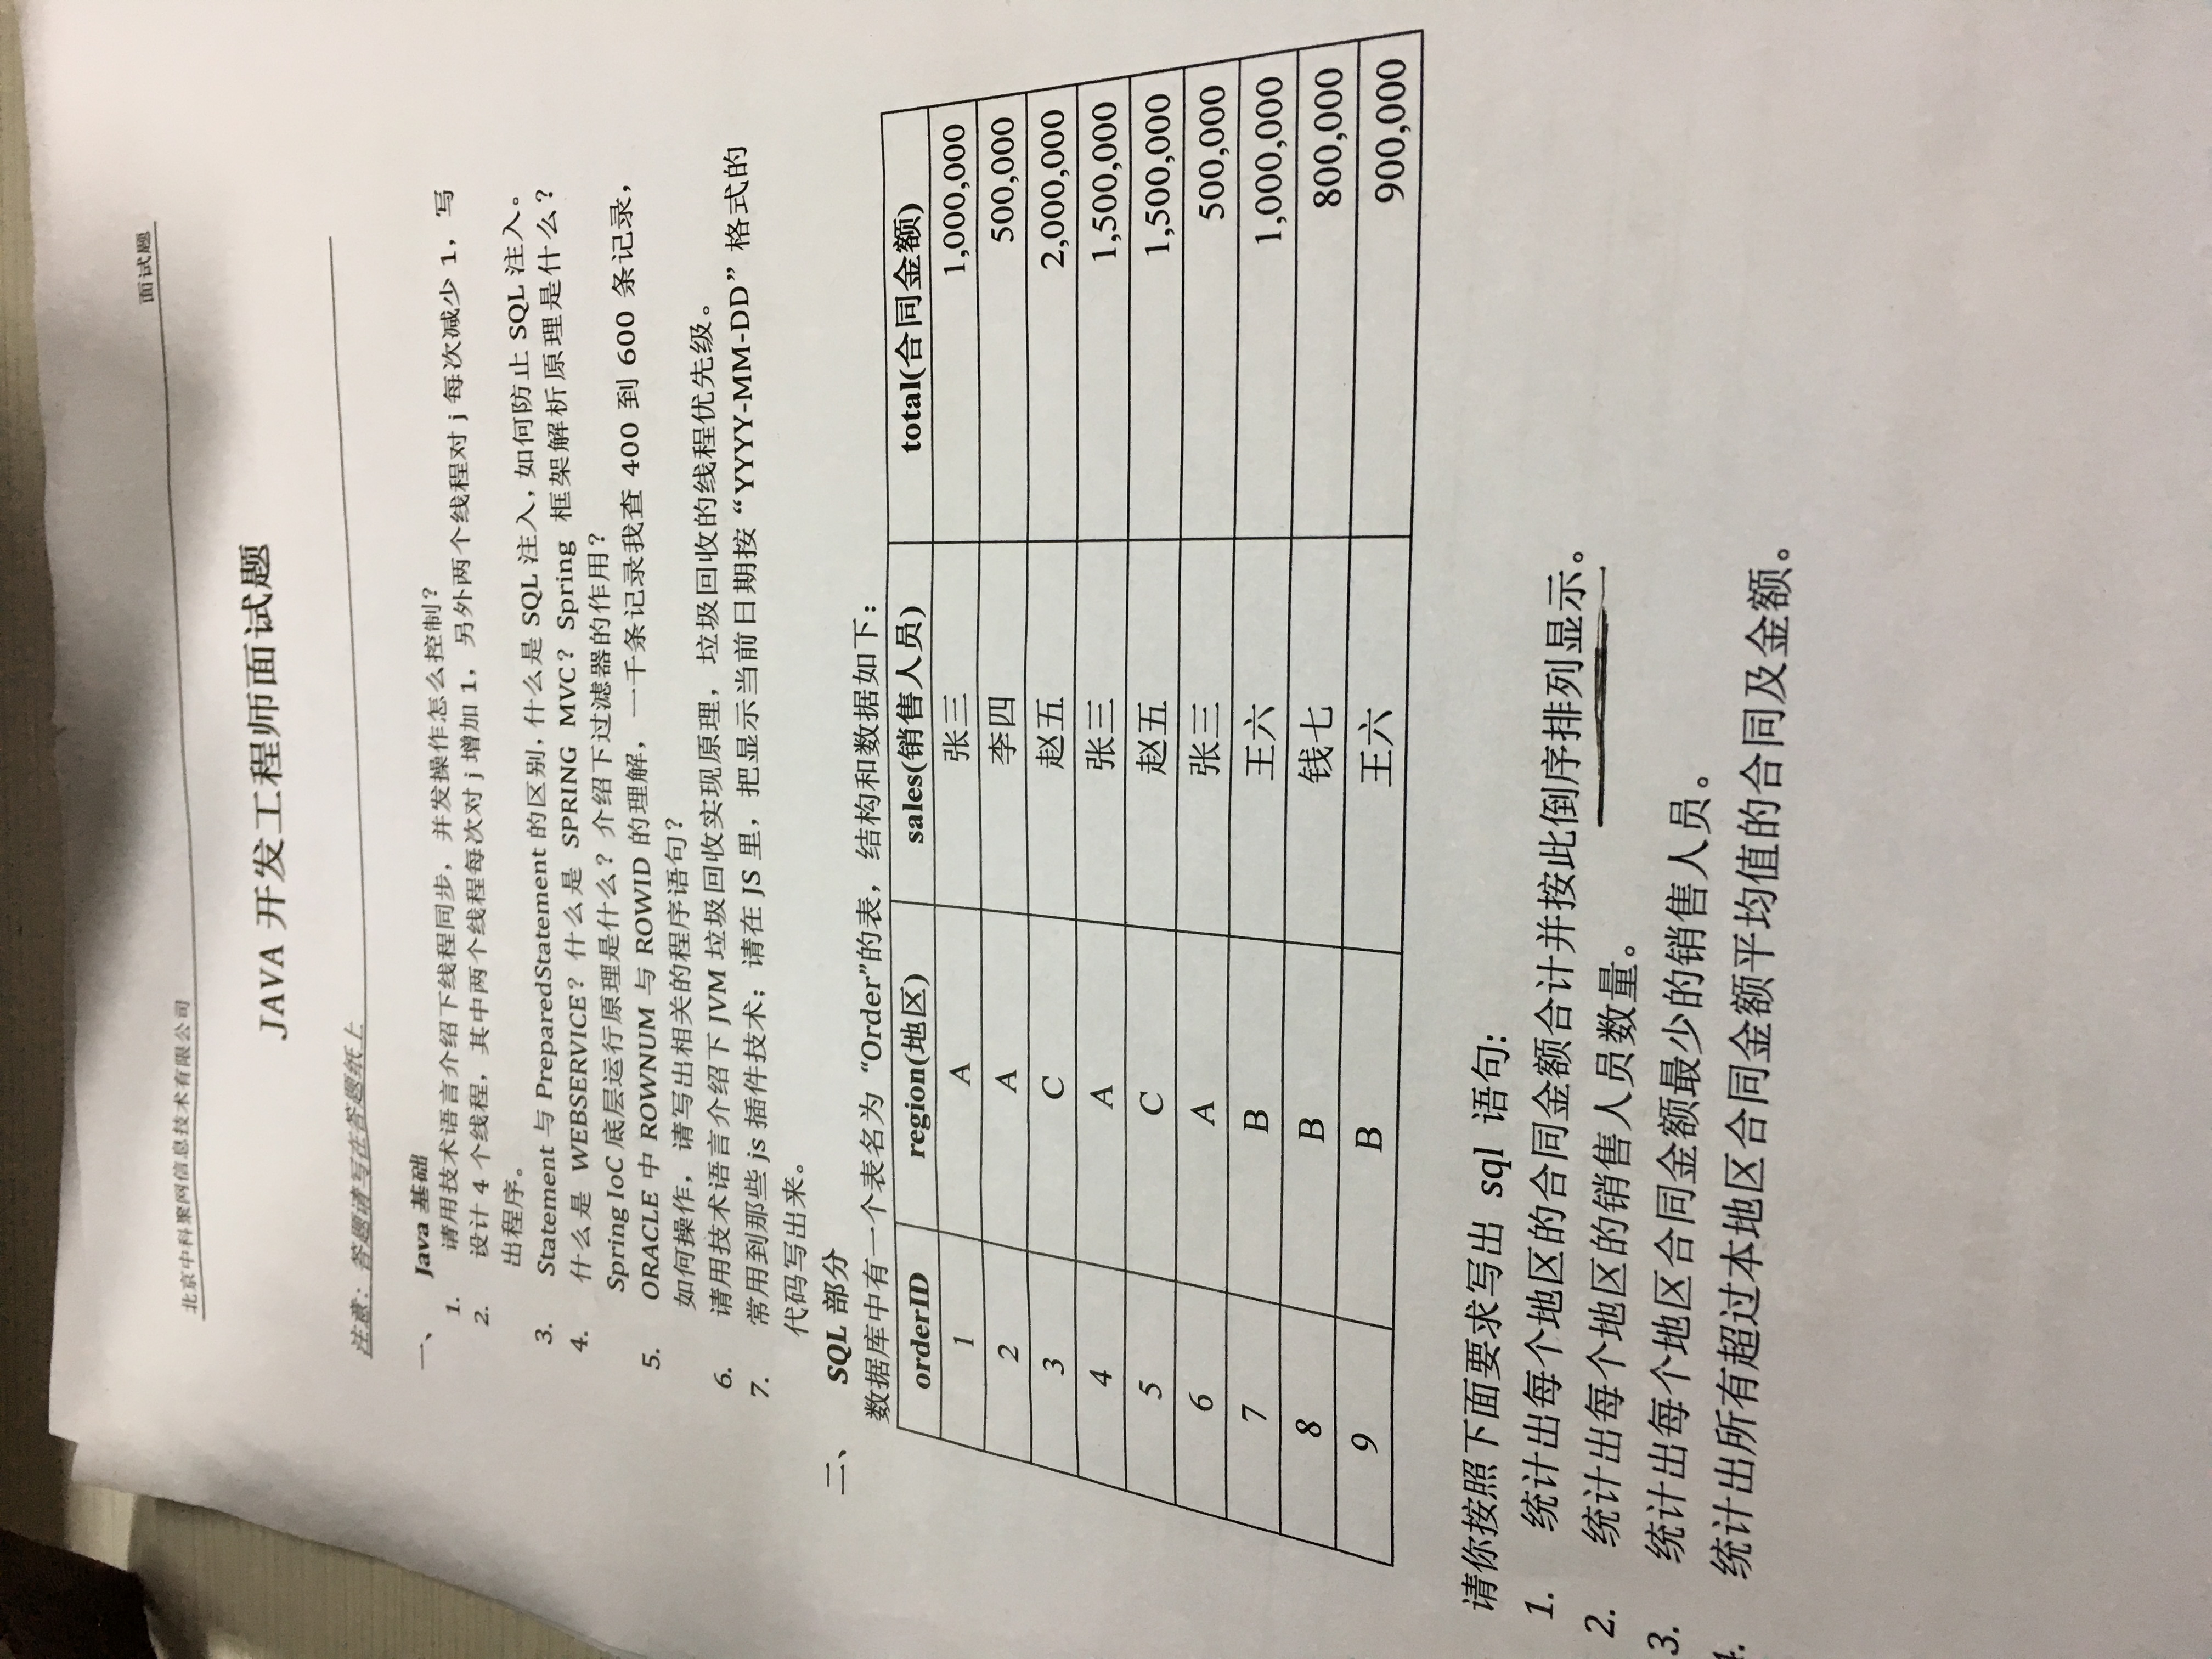 北京中科聚网信息技术有限公司 面试题
JAVA 开发工程师面试题
注意：答题请写在答题纸上
一、 Java 基础
1. 请用技术语言介绍下线程同步，并发操作怎么控制？
2. 设计 4 个线程，其中两个线程每次对 j 增加 1，另外两个线程对 j 每次减少 1，写
出程序。
3. Statement 与 PreparedStatement 的区别，什么是 SQL 注入，如何防止 SQL 注入。
4. 什么是 WEBSERVICE？什么是 SPRING MVC？Spring 框架解析原理是什么？
Spring IoC 底层运行原理是什么？介绍下过滤器的作用？
5. ORACLE 中 ROWNUM 与 ROWID 的理解，一千条记录我查 400 到 600 条记录，
如何操作，请写出相关的程序语句？
6. 请用技术语言介绍下 JVM 垃圾回收实现原理，垃圾回收的线程优先级。
7. 常用到那些 js 插件技术；请在 JS 里，把显示当前日期按“YYYY-MM-DD”格式的
代码写出来。
二、 SQL 部分
数据库中有一个表名为 “Order”的表，结构和数据如下：
orderID region(地区) sales(销售人员) total(合同金额)
1 A 张三 1,000,000
2 A 李四 500,000
3 C 赵五 2,000,000
4 A 张三 1,500,000
5 C 赵五 1,500,000
6 A 张三 500,000
7 B 王六 1,000,000
8 B 钱七 800,000
9 B 王六 900,000
请你按照下面要求写出 sql 语句:
1. 统计出每个地区的合同金额合计并按此倒序排列显示。
2. 统计出每个地区的销售人员数量。
3. 统计出每个地区合同金额最少的销售人员。
4. 统计出所有超过本地区合同金额平均值的合同及金额。